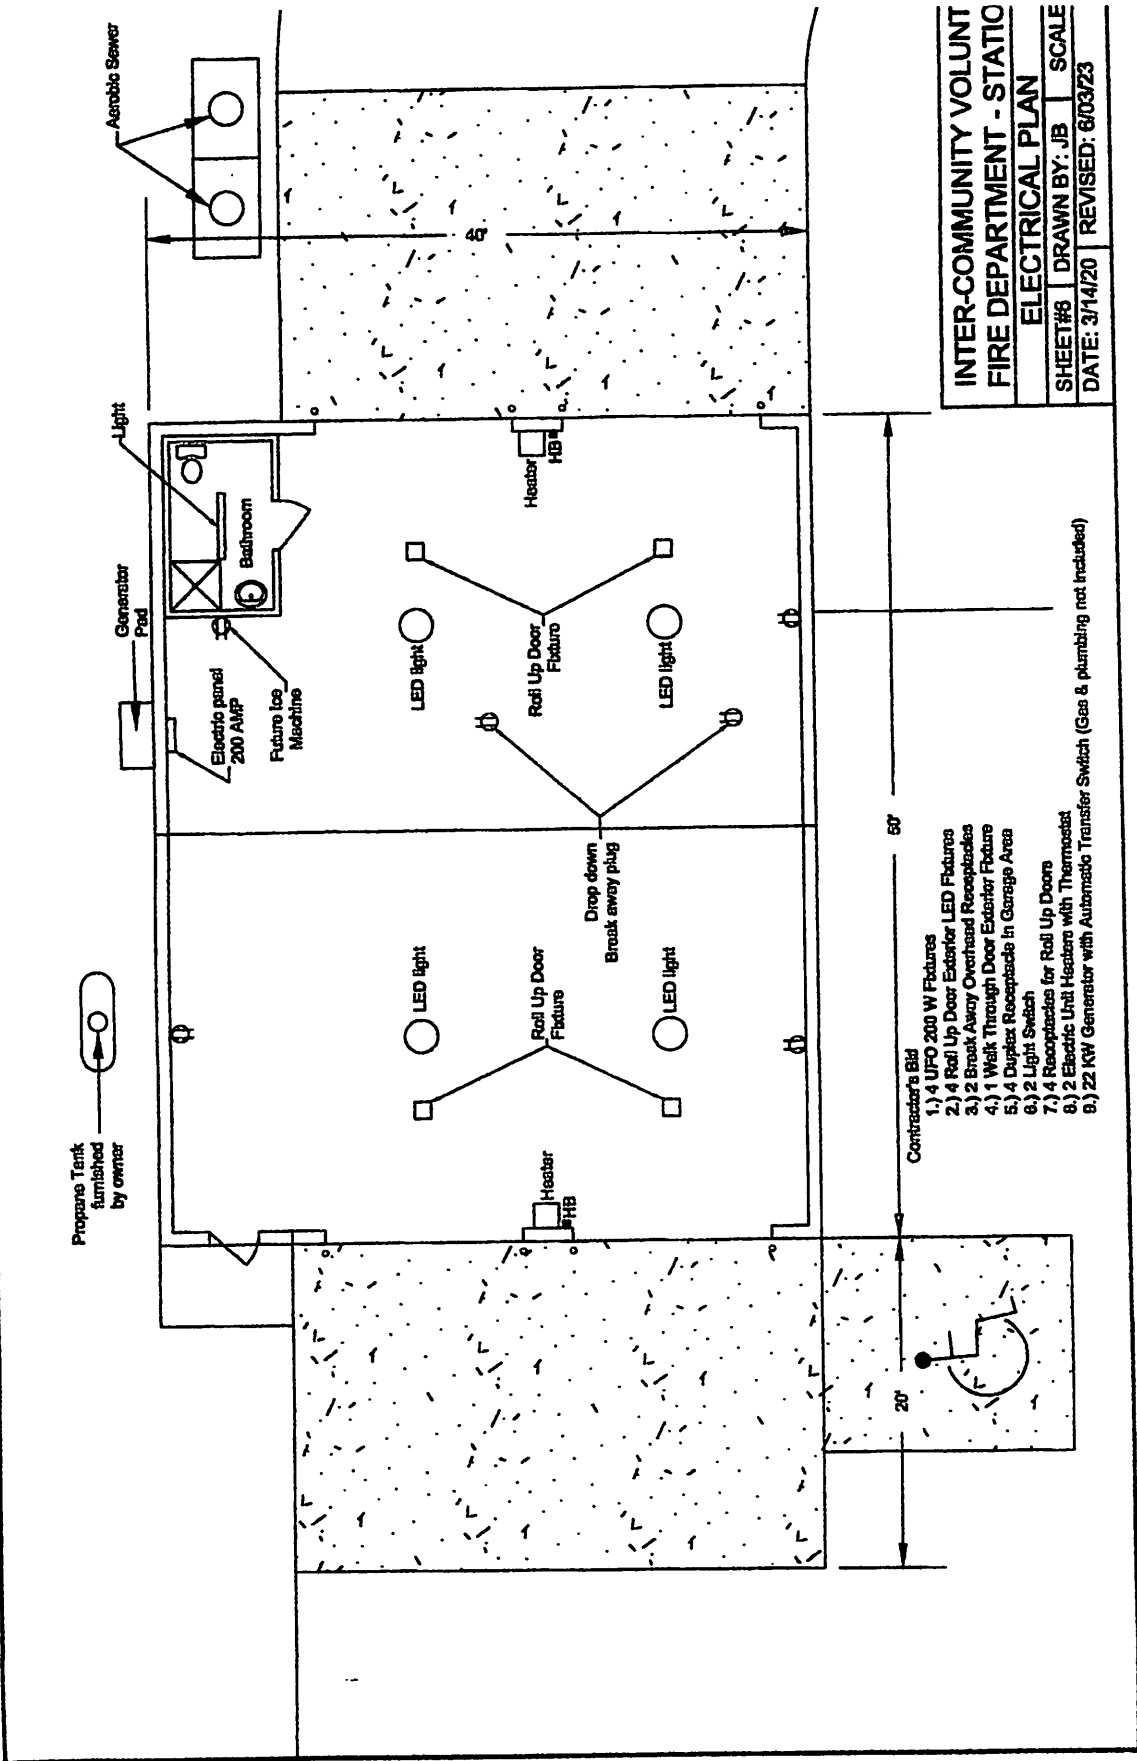 Aerobic Sewer
Light
Generator
Pad
Propane Tank
furnished
by owner
Bathroom
Electric panel
200 AMP
Future Ice
Machine
40'
LED light
LED light
Roll Up Door
Fixture
Roll Up Door
Fixture
Heater
HB
Heater
HB
Drop down
Break away plug
LED light
LED light
50'
20'
Contractor's Bid
1.) 4 UFO 200 W Fixtures
2.) 4 Roll Up Door Exterior LED Fixtures
3.) 2 Break Away Overhead Receptacles
4.) 1 Walk Through Door Exterior Fixture
5.) 4 Duplex Receptacle in Garage Area
6.) 2 Light Switch
7.) 4 Receptacles for Roll Up Doors
8.) 2 Electric Unit Heaters with Thermostat
9.) 22 KW Generator with Automatic Transfer Switch (Gas & plumbing not included)
INTER-COMMUNITY VOLUNT
FIRE DEPARTMENT - STATIO
ELECTRICAL PLAN
SHEET#6 DRAWN BY: JB SCALE
DATE: 3/14/20 REVISED: 6/03/23